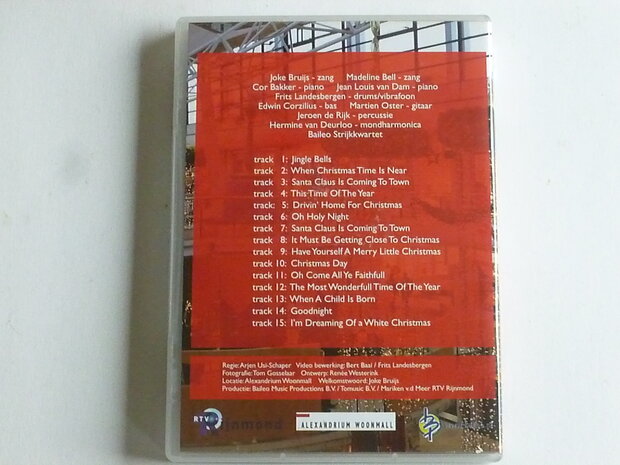 Joke Bruijs - zang Madeline Bell - zang
Cor Bakker - piano Jean Louis van Dam - piano
Frits Landesbergen - drums/vibrafoon
Edwin Corzilius - bas Martien Oster - gitaar
Jeroen de Rijk - percussie
Hermine van Deurloo - mondharmonica
Baileo Strijkkwartet
track 1: Jingle Bells
track 2: When Christmas Time Is Near
track 3: Santa Claus Is Coming To Town
track 4: This Time Of The Year
track: 5: Drivin' Home For Christmas
track 6: Oh Holy Night
track 7: Santa Claus Is Coming To Town
track 8: It Must Be Getting Close To Christmas
track 9: Have Yourself A Merry Little Christmas
track 10: Christmas Day
track 11: Oh Come All Ye Faithfull
track 12: The Most Wonderfull Time Of The Year
track 13: When A Child Is Born
track 14: Goodnight
track 15: I'm Dreaming Of a White Christmas
Regie: Arjen Usi-Schaper Video bewerking: Bert Baal / Frits Landesbergen
Fotografie: Tom Gosselaar Ontwerp: Renée Westerink
Locatie: Alexandrium Woonmall Welkomstwoord: Joke Bruijs
Productie: Baileo Music Productions B.V. / Tomusic B.V. / Mariken v.d Meer RTV Rijnmond
RTV Rijnmond ALEXANDRIUM WOONMALL